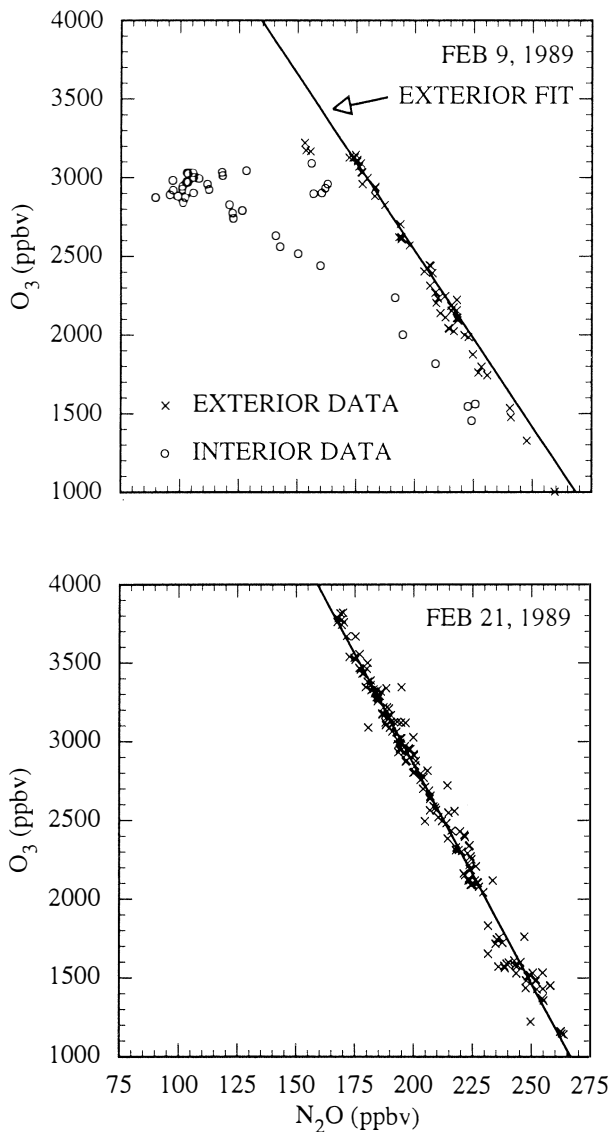 4000
3500
3000
2500
2000
1500
1000
O3 (ppbv)
FEB 9, 1989
EXTERIOR FIT
× EXTERIOR DATA
○ INTERIOR DATA
4000
3500
3000
2500
2000
1500
1000
O3 (ppbv)
FEB 21, 1989
75 100 125 150 175 200 225 250 275
N2O (ppbv)